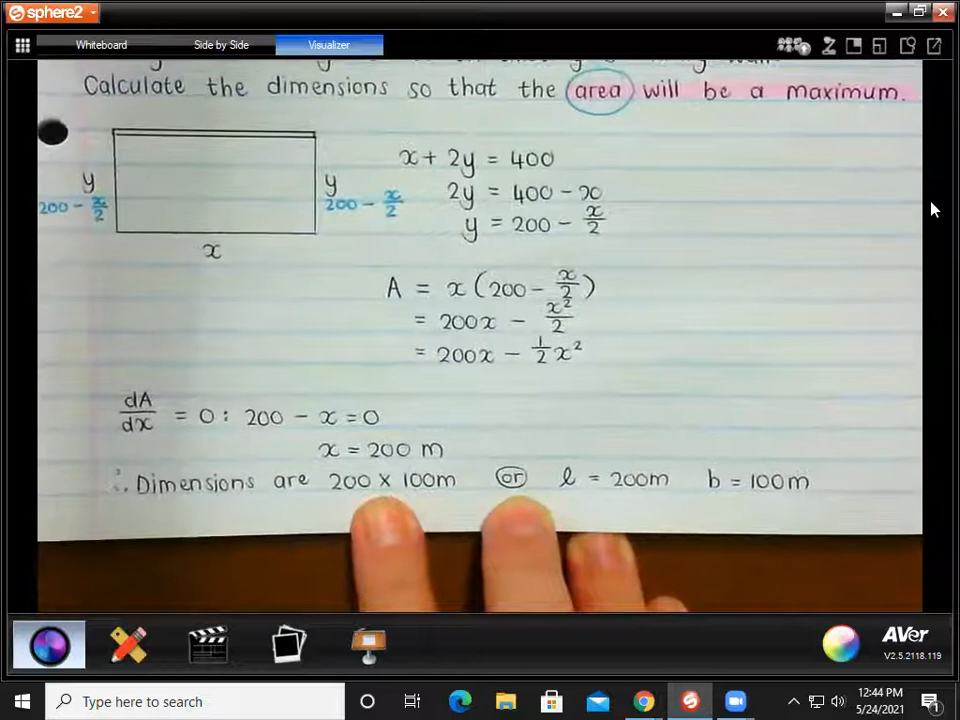 sphere2
Whiteboard
Side by Side
Visualizer
Calculate the dimensions so that the area will be a maximum.
y
200 - x/2
y
200 - x/2
x
x + 2y = 400
2y = 400 - x
y = 200 - x/2
A = x(200 - x/2)
= 200x - x²/2
= 200x - 1/2 x²
dA/dx = 0 : 200 - x = 0
x = 200 m
∴ Dimensions are 200 x 100m or l = 200m b = 100m
AVer
V2.5.2118.119
Type here to search
12:44 PM
5/24/2021
1